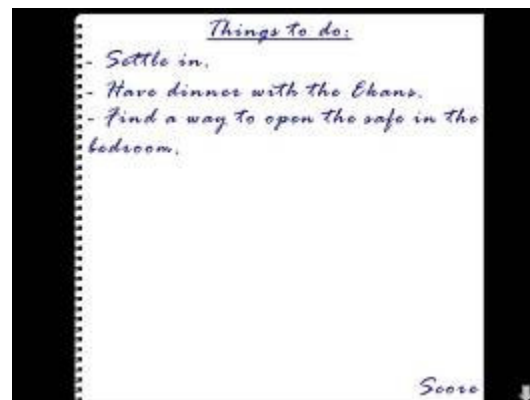 Things to do:
- Settle in.
- Have dinner with the Ekans.
- Find a way to open the safe in the
bedroom.
Score